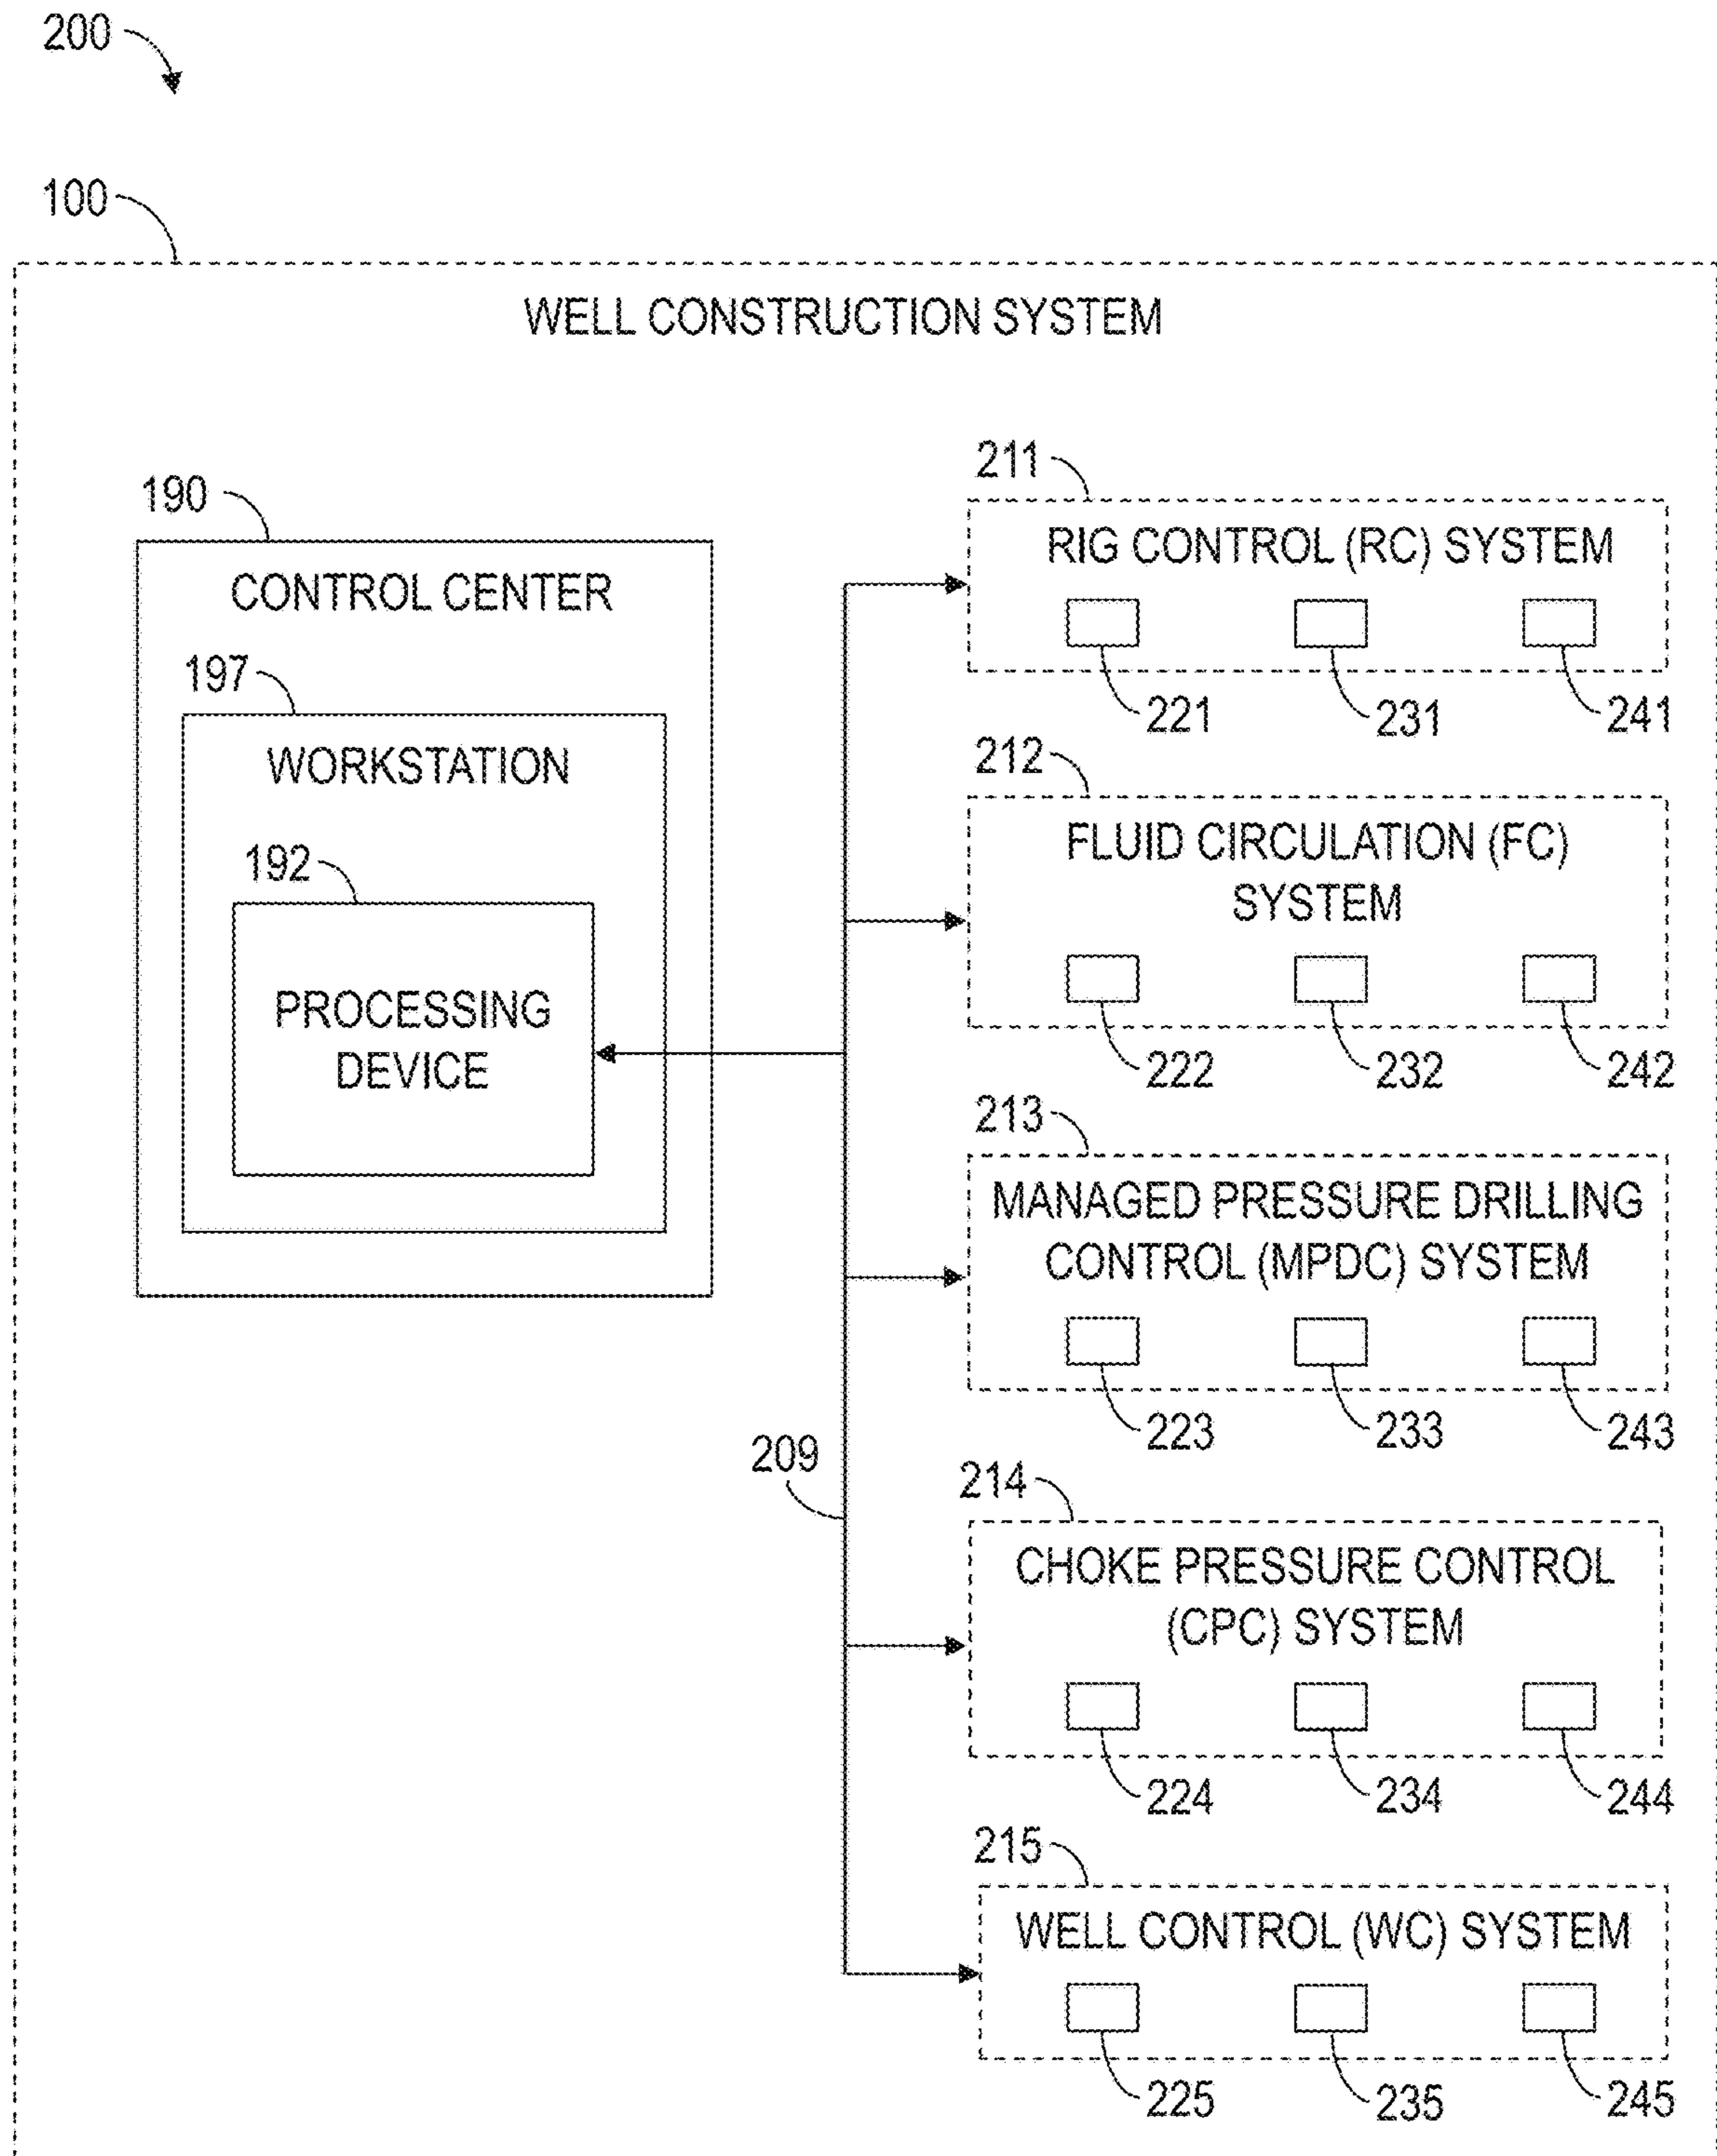 200
100
WELL CONSTRUCTION SYSTEM
190
CONTROL CENTER
197
WORKSTATION
192
PROCESSING
DEVICE
209
211
RIG CONTROL (RC) SYSTEM
221 231 241
212
FLUID CIRCULATION (FC)
SYSTEM
222 232 242
213
MANAGED PRESSURE DRILLING
CONTROL (MPDC) SYSTEM
223 233 243
214
CHOKE PRESSURE CONTROL
(CPC) SYSTEM
224 234 244
215
WELL CONTROL (WC) SYSTEM
225 235 245